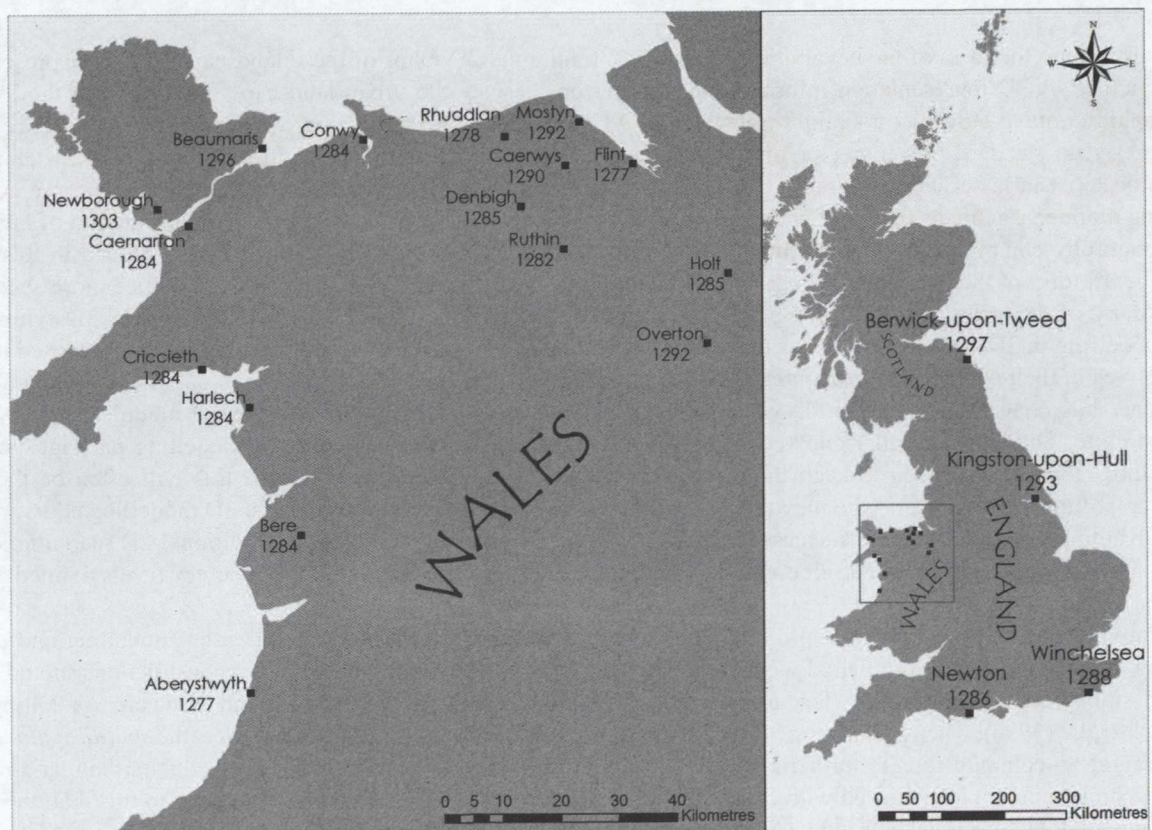 Beaumaris
1296
Conwy
1284
Rhuddlan
1278
Mostyn
1292
Caerwys
1290
Flint
1277
Newborough
1303
Denbigh
1285
Caernarfon
1284
Ruthin
1282
Holt
1285
Overton
1292
Criccieth
1284
Harlech
1284
WALES
Bere
1284
Aberystwyth
1277
0 5 10 20 30 40
Kilometres
N
W E
S
Berwick-upon-Tweed
1297
SCOTLAND
Kingston-upon-Hull
1293
ENGLAND
WALES
Winchelsea
1288
Newton
1286
0 50 100 200 300
Kilometres